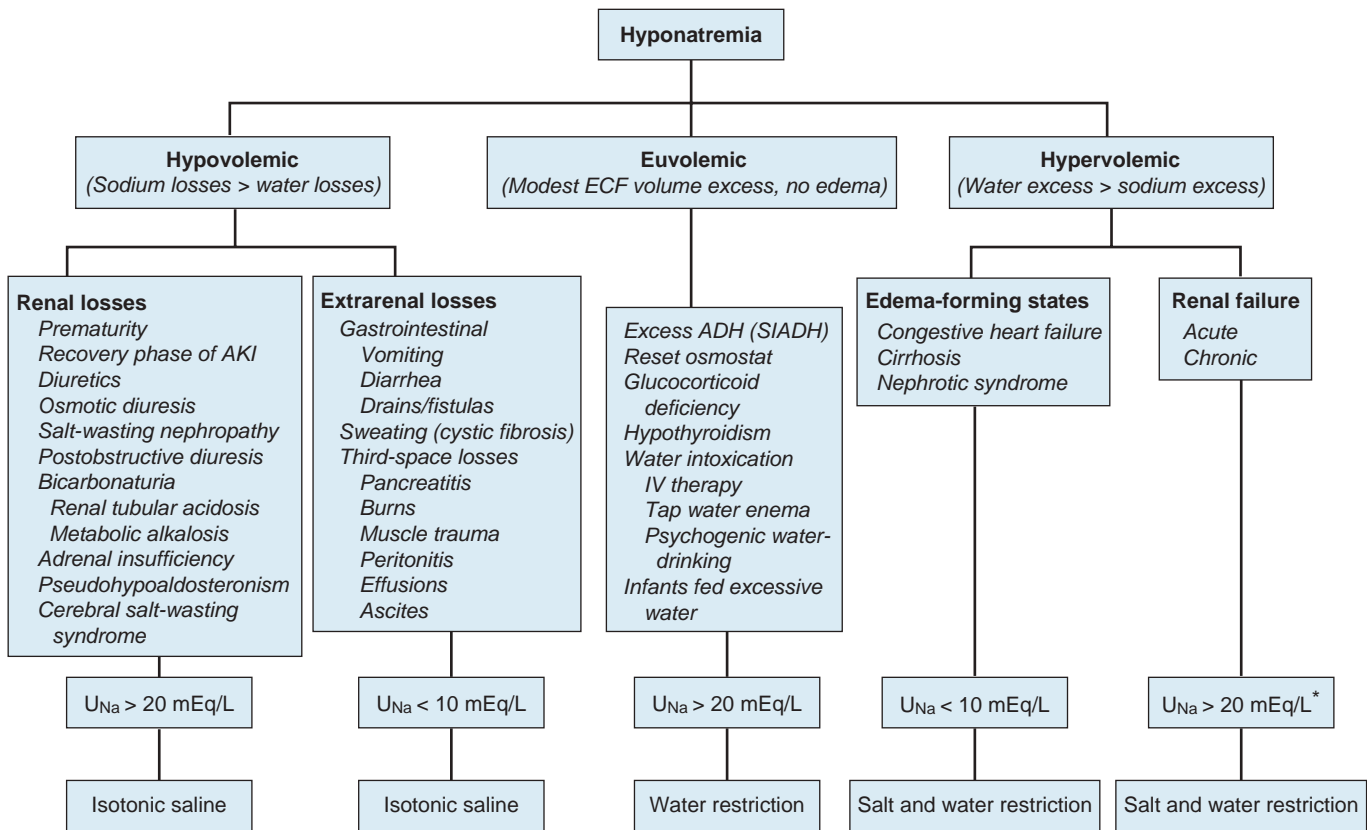 Hyponatremia
Hypovolemic
(Sodium losses > water losses)
Euvolemic
(Modest ECF volume excess, no edema)
Hypervolemic
(Water excess > sodium excess)
Renal losses
Prematurity
Recovery phase of AKI
Diuretics
Osmotic diuresis
Salt-wasting nephropathy
Postobstructive diuresis
Bicarbonaturia
Renal tubular acidosis
Metabolic alkalosis
Adrenal insufficiency
Pseudohypoaldosteronism
Cerebral salt-wasting
syndrome
Extrarenal losses
Gastrointestinal
Vomiting
Diarrhea
Drains/fistulas
Sweating (cystic fibrosis)
Third-space losses
Pancreatitis
Burns
Muscle trauma
Peritonitis
Effusions
Ascites
Excess ADH (SIADH)
Reset osmostat
Glucocorticoid
deficiency
Hypothyroidism
Water intoxication
IV therapy
Tap water enema
Psychogenic water-
drinking
Infants fed excessive
water
Edema-forming states
Congestive heart failure
Cirrhosis
Nephrotic syndrome
Renal failure
Acute
Chronic
UNa > 20 mEq/L
UNa < 10 mEq/L
UNa > 20 mEq/L
UNa < 10 mEq/L
UNa > 20 mEq/L*
Isotonic saline
Isotonic saline
Water restriction
Salt and water restriction
Salt and water restriction